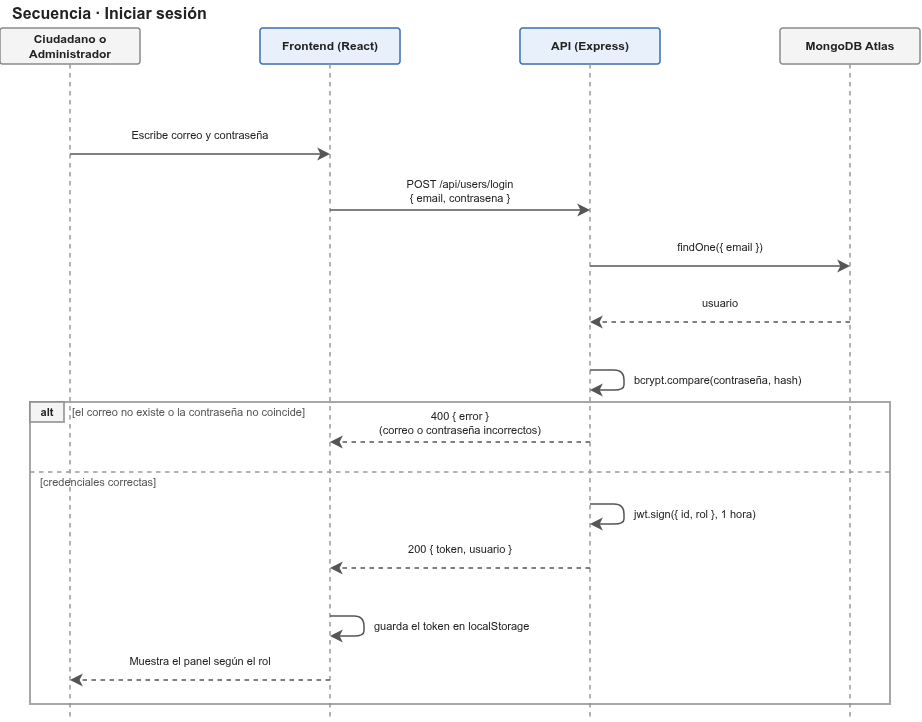 Secuencia · Iniciar sesión
Ciudadano o
Administrador
Frontend (React)
API (Express)
MongoDB Atlas
Escribe correo y contraseña
POST /api/users/login
{ email, contrasena }
findOne({ email })
usuario
bcrypt.compare(contraseña, hash)
alt
[el correo no existe o la contraseña no coincide]
400 { error }
(correo o contraseña incorrectos)
[credenciales correctas]
jwt.sign({ id, rol }, 1 hora)
200 { token, usuario }
guarda el token en localStorage
Muestra el panel según el rol